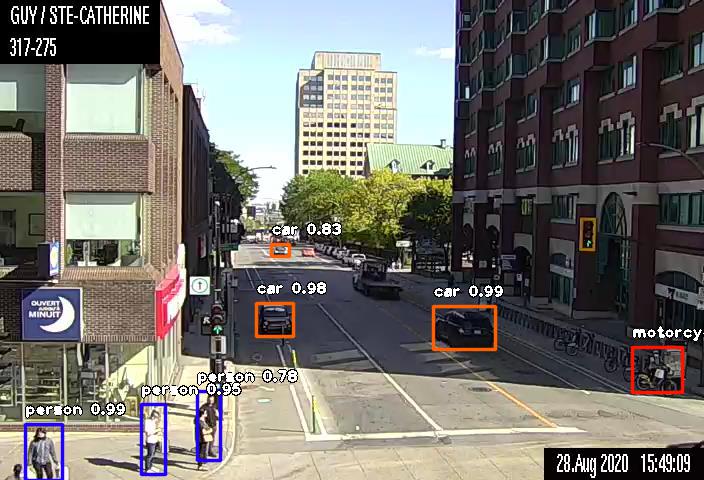 GUY / STE-CATHERINE
317-275
car 0.83
car 0.98
car 0.99
motorcy
OUVERT
JUSQU'À
MINUIT
person 0.78
person 0.95
person 0.99
28.Aug 2020 15:49:09